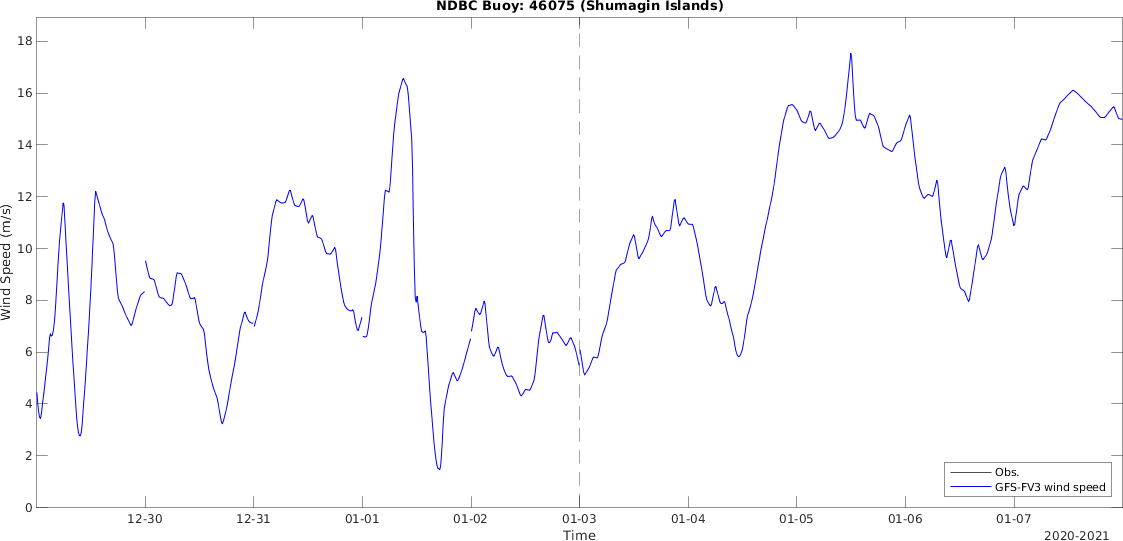 NDBC Buoy: 46075 (Shumagin Islands)
18
16
14
12
10
8
6
4
2
0
Wind Speed (m/s)
Obs.
GFS-FV3 wind speed
12-30 12-31 01-01 01-02 01-03 01-04 01-05 01-06 01-07
Time
2020-2021